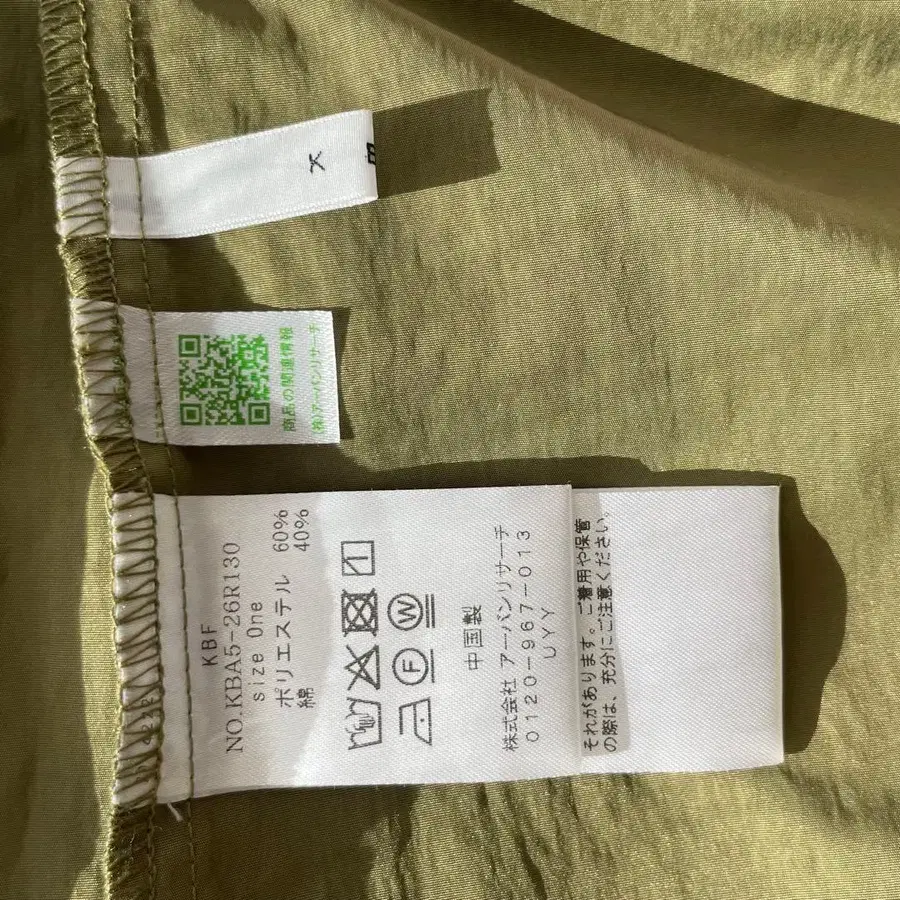 商品の関連情報
(株)アーバンリサーチ
KBF
NO.KBA5-26R130
size One
ポリエステル 60%
綿 40%
中国製
株式会社 アーバンリサーチ
0120-967-013
UYY
それがあります。ご着用や保管
の際は、充分にご注意ください。